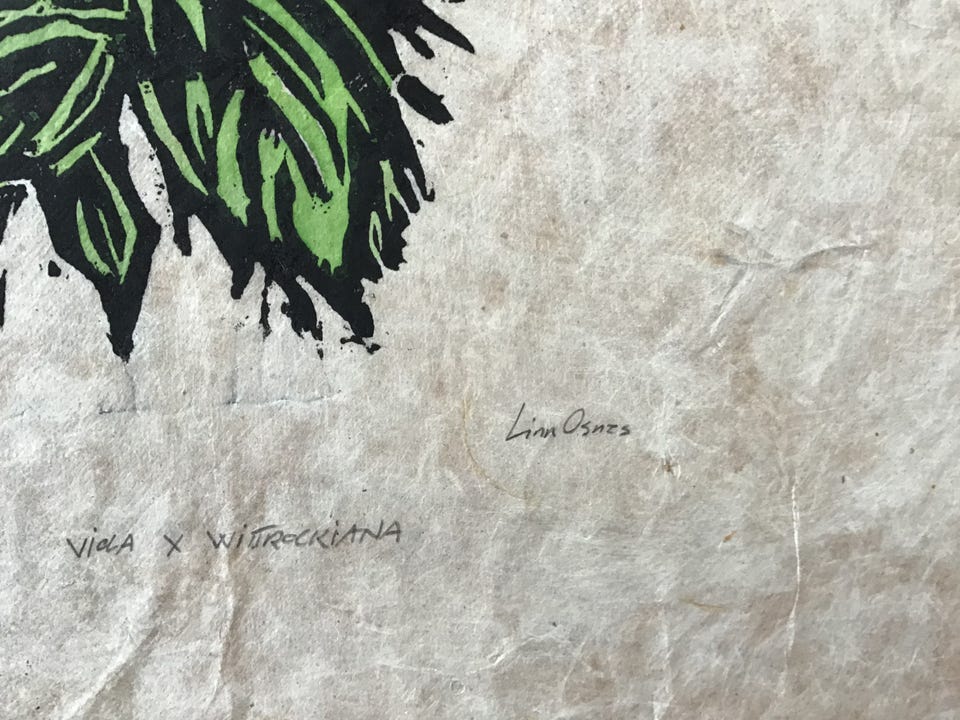 Linn Osnes
Viola x Wittrockiana